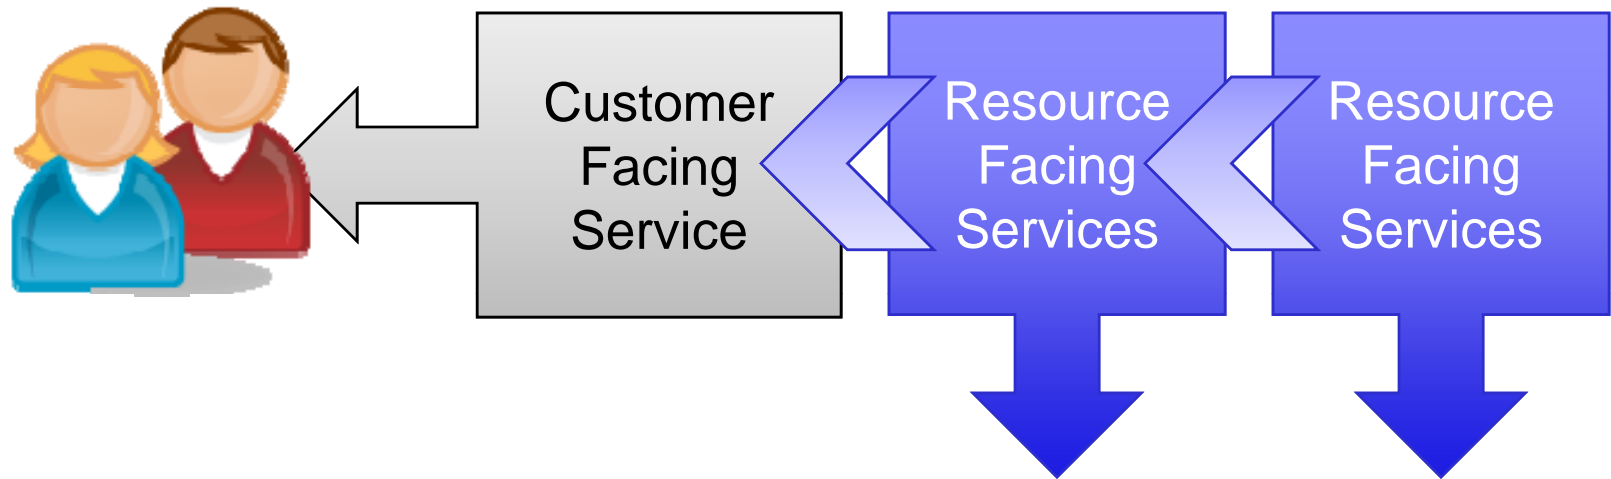 Customer
Facing
Service
Resource
Facing
Services
Resource
Facing
Services